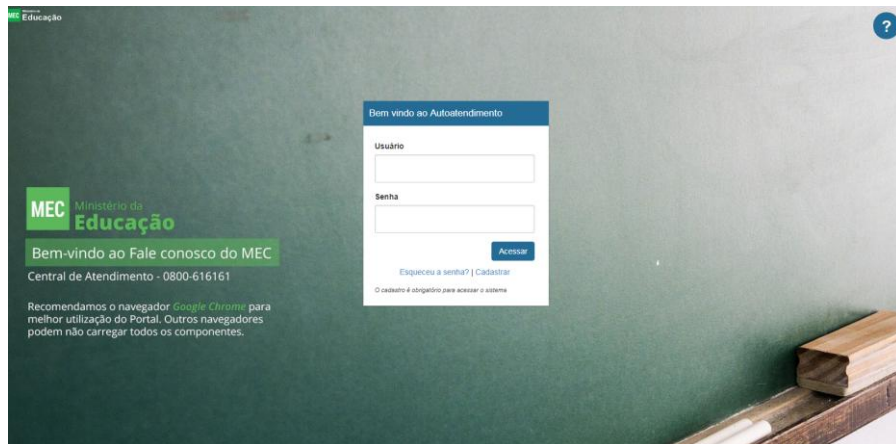 MEC Ministério da
Educação
?
Bem vindo ao Autoatendimento
Usuário
Senha
Acessar
Esqueceu a senha? | Cadastrar
O cadastro é obrigatório para acessar o sistema
MEC Ministério da
Educação
Bem-vindo ao Fale conosco do MEC
Central de Atendimento - 0800-616161
Recomendamos o navegador Google Chrome para
melhor utilização do Portal. Outros navegadores
podem não carregar todos os componentes.